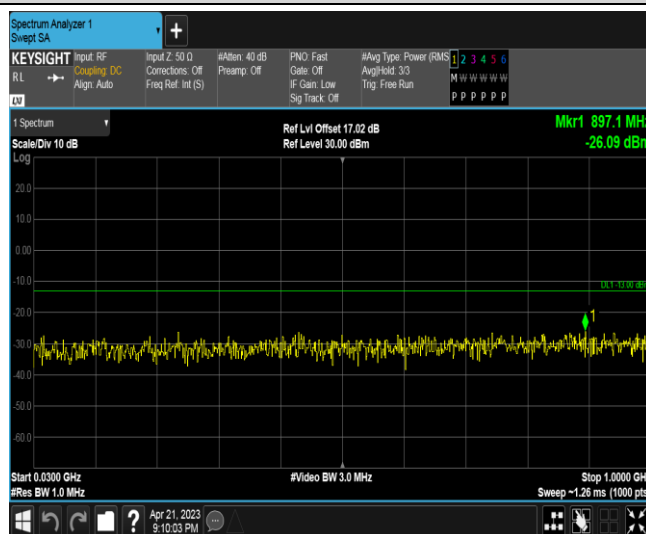 Spectrum Analyzer 1
Swept SA
+
KEYSIGHT Input: RF Input Z: 50 Ω #Atten: 40 dB PNO: Fast #Avg Type: Power (RMS 1 2 3 4 5 6
RL Coupling: DC Corrections: Off Preamp: Off Gate: Off Avg|Hold: 3/3 M W W W W W
Align: Auto Freq Ref: Int (S) IF Gain: Low Trig: Free Run
Sig Track: Off P P P P P P
LXI
1 Spectrum Ref Lvl Offset 17.02 dB Mkr1 897.1 MHz
Scale/Div 10 dB Ref Level 30.00 dBm -26.09 dBm
Log
20.0
10.0
0.00
-10.0
DL1 -13.00 dBm
-20.0
1
-30.0
-40.0
-50.0
-60.0
Start 0.0300 GHz #Video BW 3.0 MHz Stop 1.0000 GHz
#Res BW 1.0 MHz Sweep ~1.26 ms (1000 pts)
? Apr 21, 2023
9:10:03 PM